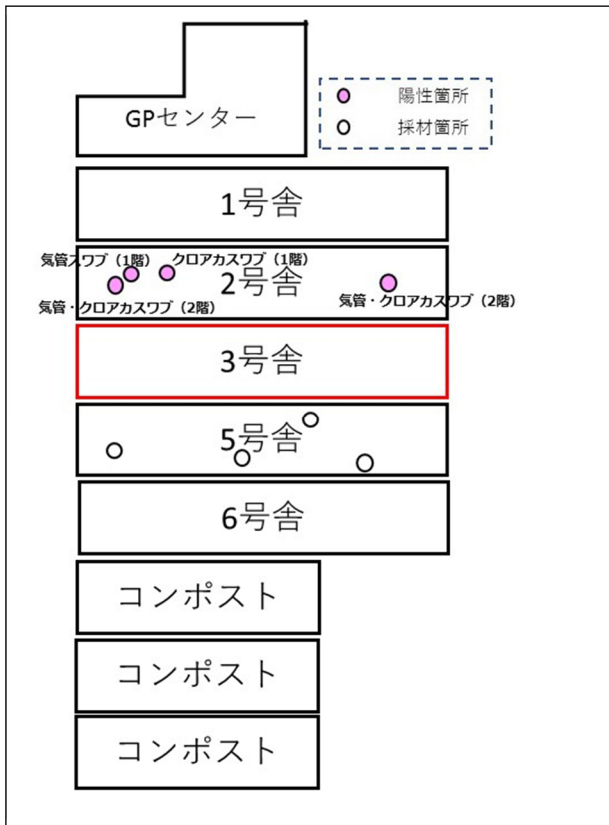 GPセンター
陽性箇所
採材箇所
1号舎
気管スワブ（1階）
クロアカスワブ（1階）
2号舎
気管・クロアカスワブ（2階）
気管・クロアカスワブ（2階）
3号舎
5号舎
6号舎
コンポスト
コンポスト
コンポスト